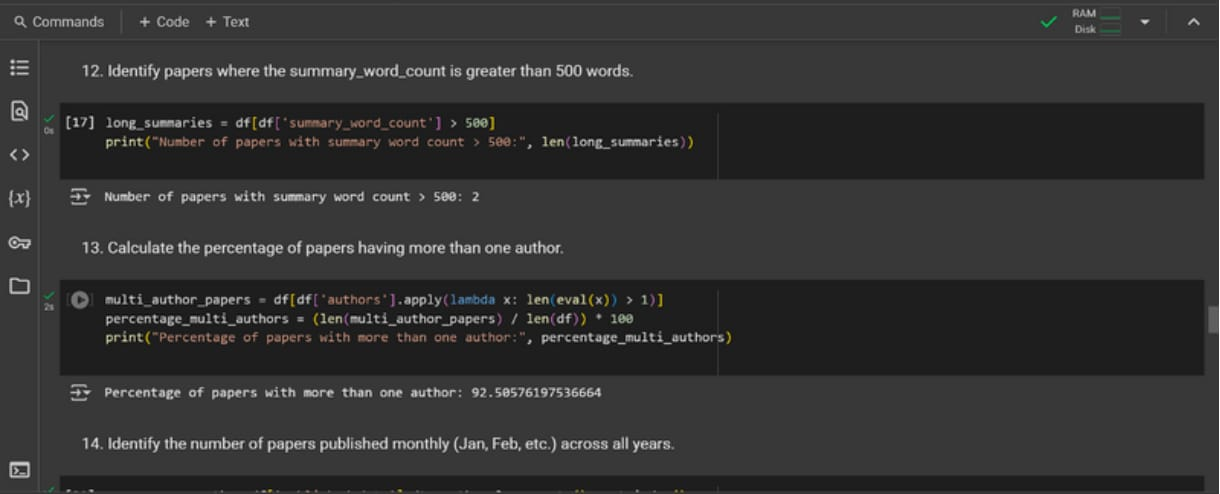 Commands + Code + Text
RAM
Disk
12. Identify papers where the summary_word_count is greater than 500 words.
[17] long_summaries = df[df['summary_word_count'] > 500]
0s
print("Number of papers with summary word count > 500:", len(long_summaries))
Number of papers with summary word count > 500: 2
{x}
13. Calculate the percentage of papers having more than one author.
multi_author_papers = df[df['authors'].apply(lambda x: len(eval(x)) > 1)]
2s
percentage_multi_authors = (len(multi_author_papers) / len(df)) * 100
print("Percentage of papers with more than one author:", percentage_multi_authors)
Percentage of papers with more than one author: 92.50576197536664
14. Identify the number of papers published monthly (Jan, Feb, etc.) across all years.